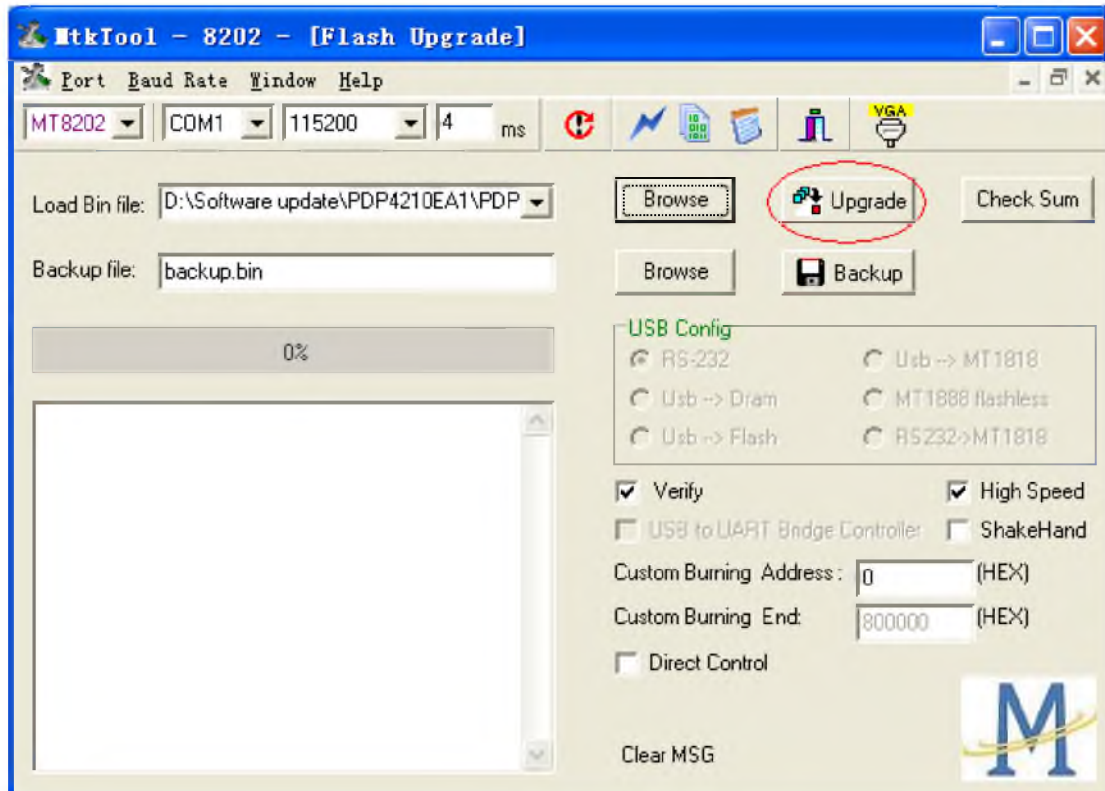 MtkTool - 8202 - [Flash Upgrade]
Port Baud Rate Window Help
MT8202 COM1 115200 4 ms VGA
Load Bin file: D:\Software update\PDP4210EA1\PDP Browse Upgrade Check Sum
Backup file: backup.bin Browse Backup
0%
USB Config
RS-232 Usb --> MT1818
Usb --> Dram MT1888 flashless
Usb --> Flash RS232->MT1818
Verify High Speed
USB to UART Bridge Controller ShakeHand
Custom Burning Address : 0 (HEX)
Custom Burning End: 800000 (HEX)
Direct Control
Clear MSG
M